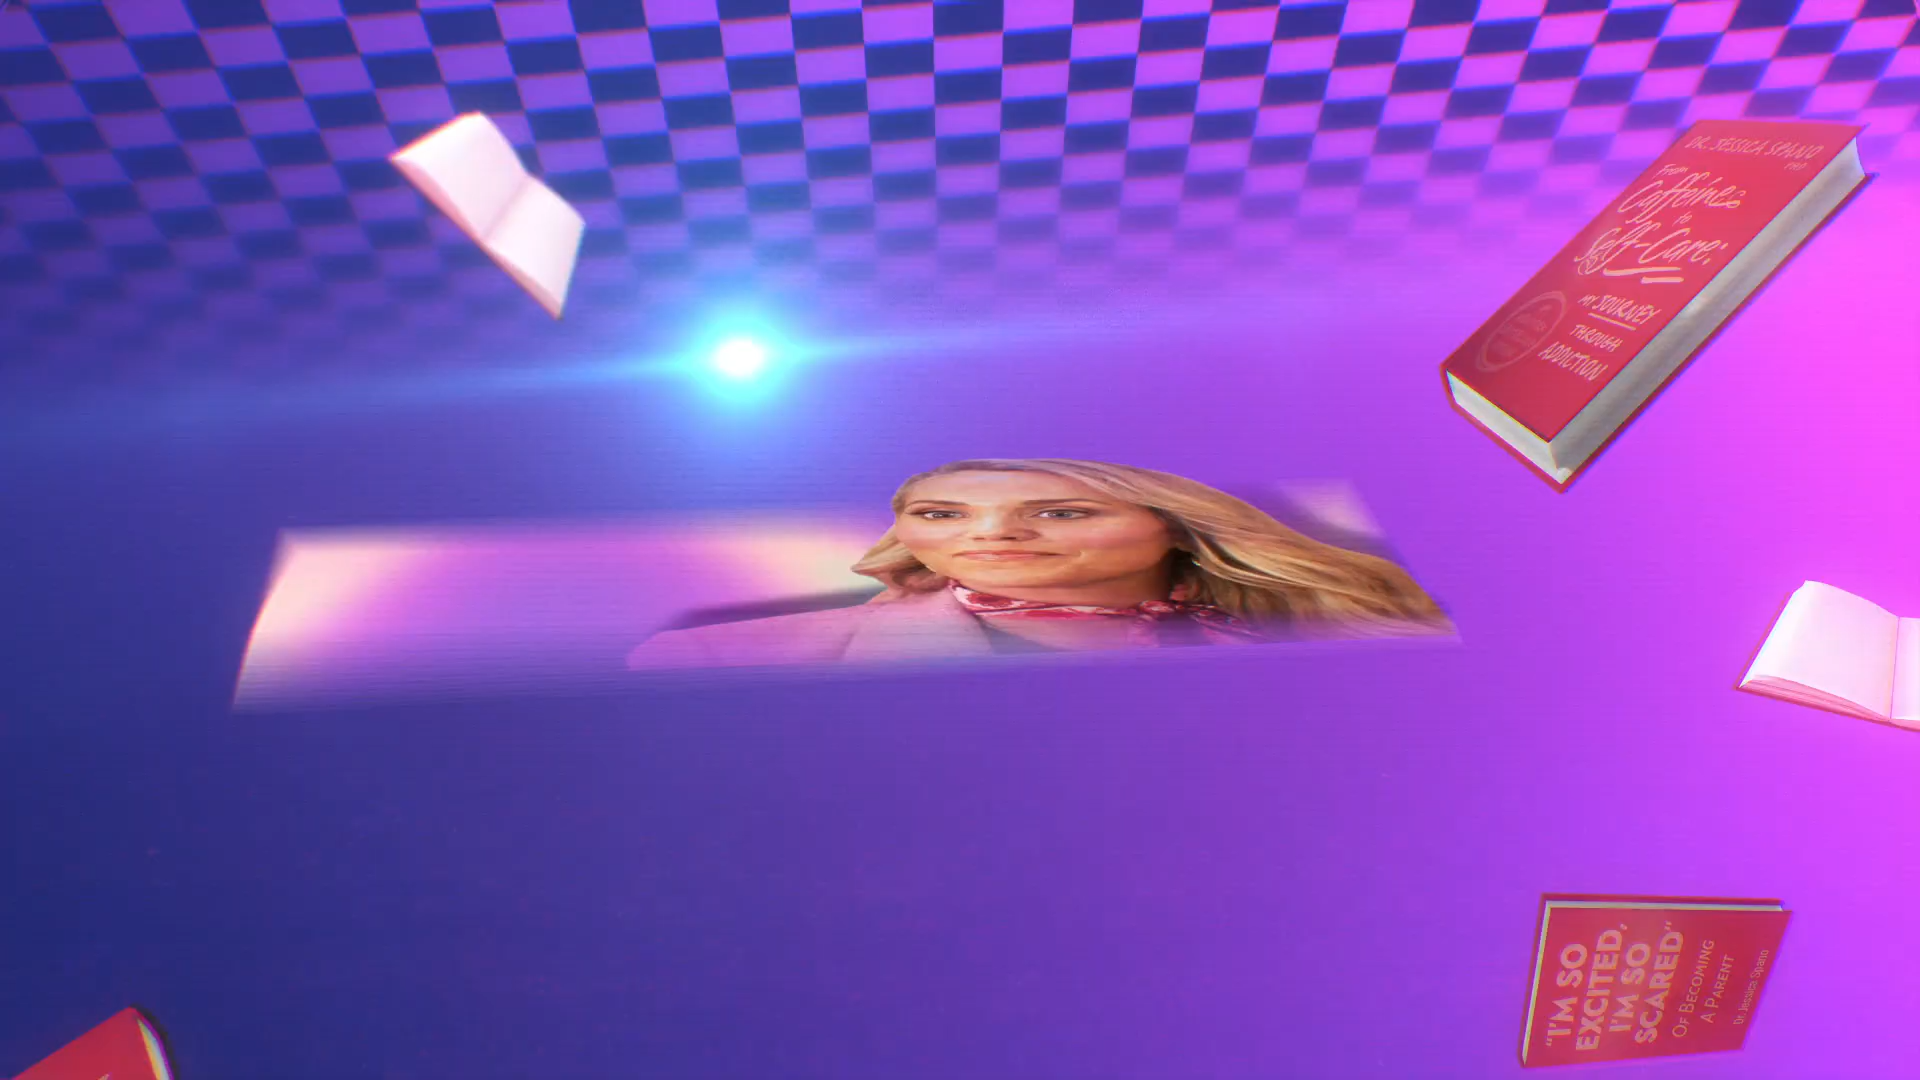 DR. JESSICA SPANO
PHD
From
Caffeine
to
Self-Care:
MY JOURNEY
THROUGH
ADDICTION
"I'M SO
EXCITED,
I'M SO
SCARED"
OF BECOMING
A PARENT
Dr. Jessica Spano